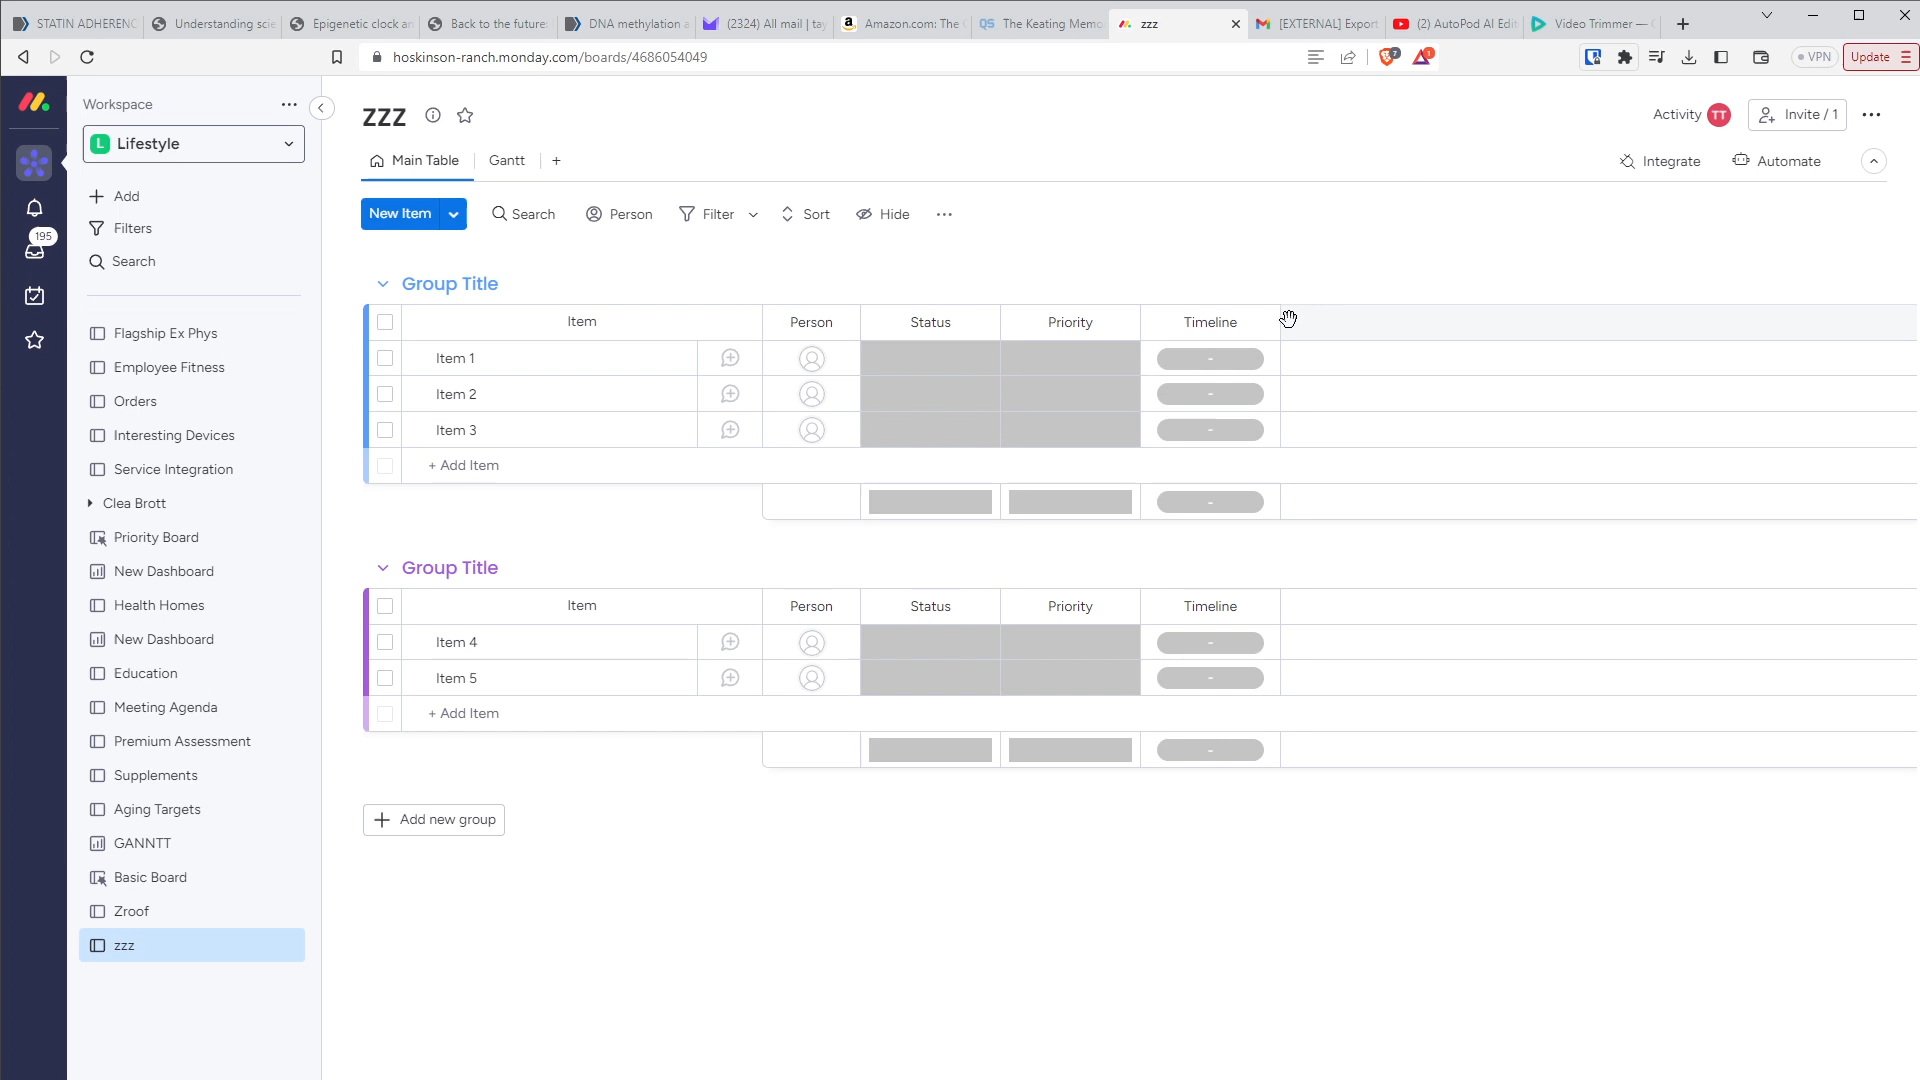 STATIN ADHERENC
Understanding scie
Epigenetic clock an
Back to the future:
DNA methylation a
(2324) All mail | tay
Amazon.com: The C
QS The Keating Memo
zzz
[EXTERNAL] Export
(2) AutoPod AI Edit
Video Trimmer —
hoskinson-ranch.monday.com/boards/4686054049
7
1
VPN
Update
195
Workspace
L Lifestyle
Add
Filters
Search
Flagship Ex Phys
Employee Fitness
Orders
Interesting Devices
Service Integration
Clea Brott
Priority Board
New Dashboard
Health Homes
New Dashboard
Education
Meeting Agenda
Premium Assessment
Supplements
Aging Targets
GANNTT
Basic Board
Zroof
zzz
zzz
Activity TT
Invite / 1
Main Table
Gantt
+
Integrate
Automate
New Item
Search
Person
Filter
Sort
Hide
Group Title
Item Person Status Priority Timeline
Item 1 -
Item 2 -
Item 3 -
+ Add Item
-
Group Title
Item Person Status Priority Timeline
Item 4 -
Item 5 -
+ Add Item
-
Add new group